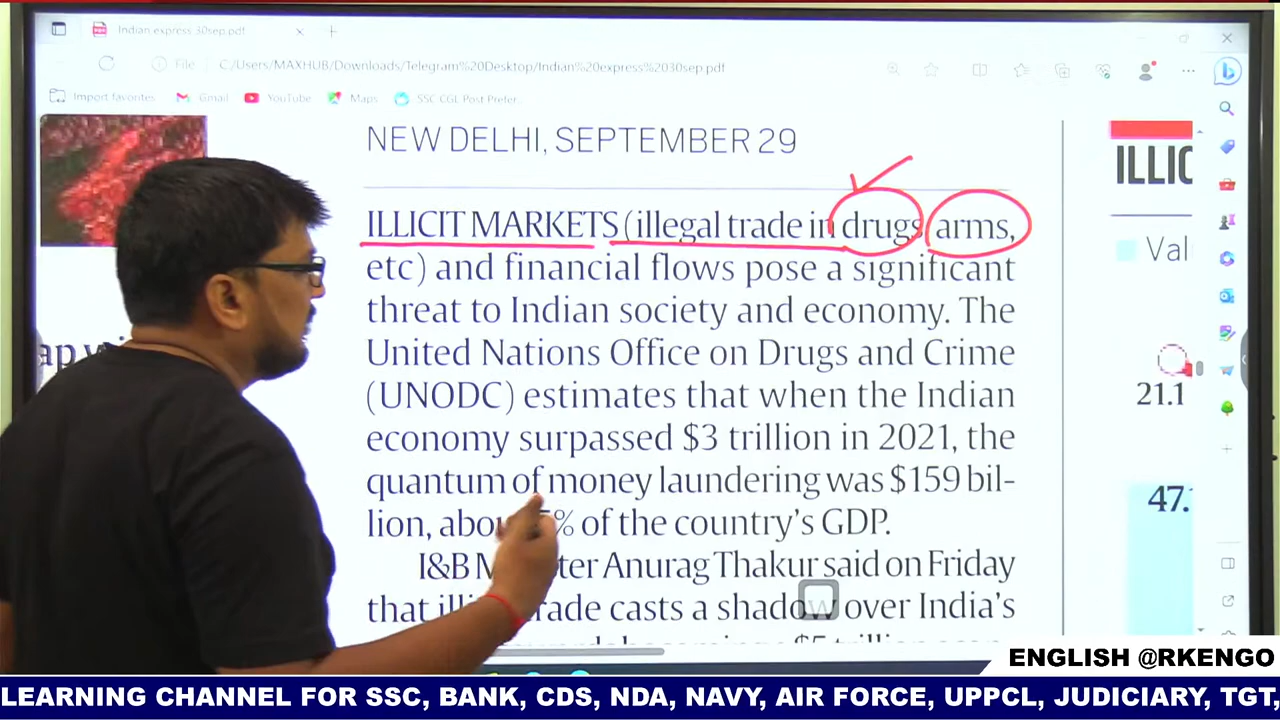 Indian express 30sep.pdf
File C:/Users/MAXHUB/Downloads/Telegram%20Desktop/Indian%20express%2030sep.pdf
Import favorites Gmail YouTube Maps SSC CGL Post Prefer...
NEW DELHI, SEPTEMBER 29
ILLICIT MARKETS (illegal trade in drugs arms,
etc) and financial flows pose a significant
threat to Indian society and economy. The
United Nations Office on Drugs and Crime
(UNODC) estimates that when the Indian
economy surpassed $3 trillion in 2021, the
quantum of money laundering was $159 bil-
lion, % of the country's GDP.
I&B Anurag Thakur said on Friday
that casts a shadow over India's
ILLIC
Val
21.1
47.
ENGLISH @RKENGO
LEARNING CHANNEL FOR SSC, BANK, CDS, NDA, NAVY, AIR FORCE, UPPCL, JUDICIARY, TGT,